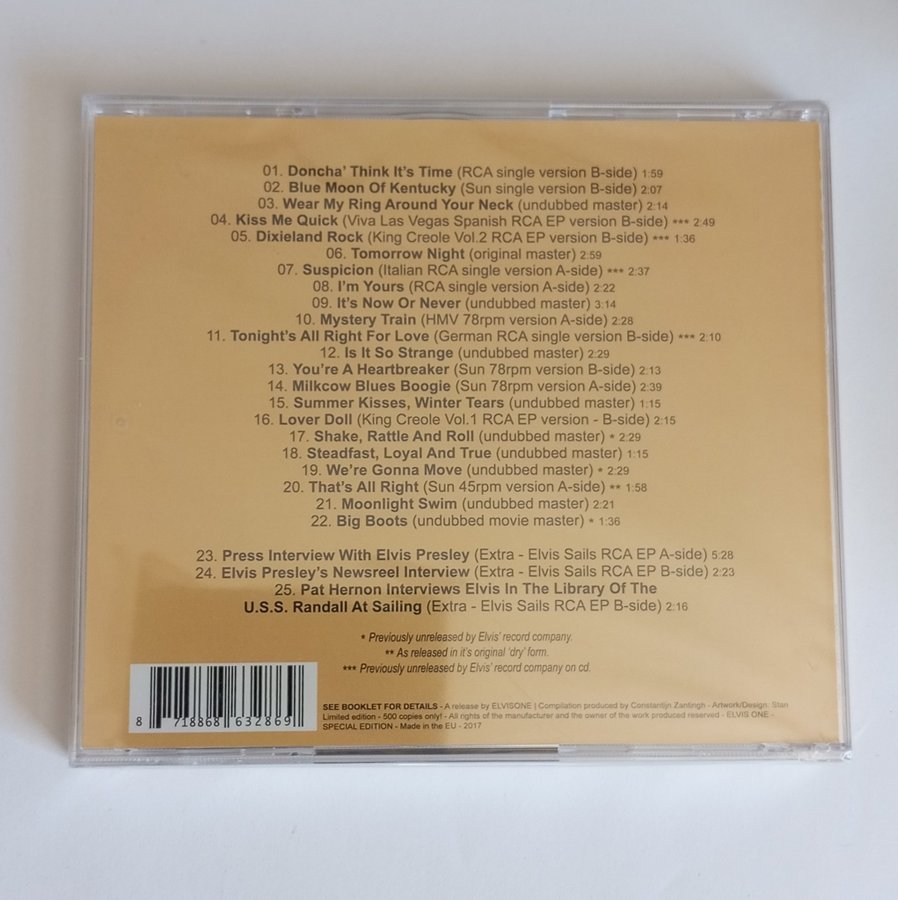 01. Doncha' Think It's Time (RCA single version B-side) 1:59
02. Blue Moon Of Kentucky (Sun single version B-side) 2:07
03. Wear My Ring Around Your Neck (undubbed master) 2:14
04. Kiss Me Quick (Viva Las Vegas Spanish RCA EP version B-side) *** 2:49
05. Dixieland Rock (King Creole Vol.2 RCA EP version B-side) *** 1:36
06. Tomorrow Night (original master) 2:59
07. Suspicion (Italian RCA single version A-side) *** 2:37
08. I'm Yours (RCA single version A-side) 2:22
09. It's Now Or Never (undubbed master) 3:14
10. Mystery Train (HMV 78rpm version A-side) 2:28
11. Tonight's All Right For Love (German RCA single version B-side) *** 2:10
12. Is It So Strange (undubbed master) 2:29
13. You're A Heartbreaker (Sun 78rpm version B-side) 2:13
14. Milkcow Blues Boogie (Sun 78rpm version A-side) 2:39
15. Summer Kisses, Winter Tears (undubbed master) 1:15
16. Lover Doll (King Creole Vol.1 RCA EP version - B-side) 2:15
17. Shake, Rattle And Roll (undubbed master) * 2:29
18. Steadfast, Loyal And True (undubbed master) 1:15
19. We're Gonna Move (undubbed master) * 2:29
20. That's All Right (Sun 45rpm version A-side) ** 1:58
21. Moonlight Swim (undubbed master) 2:21
22. Big Boots (undubbed movie master) * 1:36
23. Press Interview With Elvis Presley (Extra - Elvis Sails RCA EP A-side) 5:28
24. Elvis Presley's Newsreel Interview (Extra - Elvis Sails RCA EP B-side) 2:23
25. Pat Hernon Interviews Elvis In The Library Of The
U.S.S. Randall At Sailing (Extra - Elvis Sails RCA EP B-side) 2:16
* Previously unreleased by Elvis' record company.
** As released in it's original 'dry' form.
*** Previously unreleased by Elvis' record company on cd.
8 718868 632869
SEE BOOKLET FOR DETAILS - A release by ELVISONE | Compilation produced by Constantijn Zantingh - Artwork/Design: Stan
Limited edition - 500 copies only! - All rights of the manufacturer and the owner of the work produced reserved - ELVIS ONE -
SPECIAL EDITION - Made in the EU - 2017